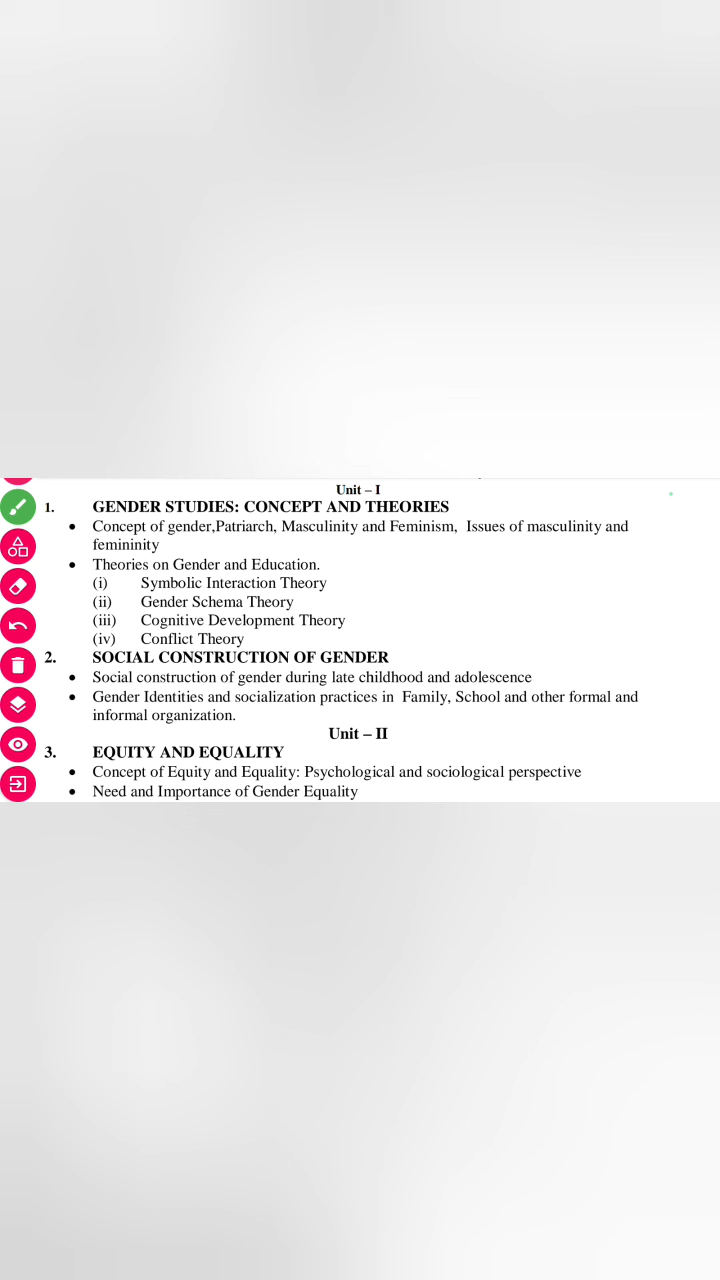 Unit – I
1. GENDER STUDIES: CONCEPT AND THEORIES
• Concept of gender,Patriarch, Masculinity and Feminism, Issues of masculinity and
femininity
• Theories on Gender and Education.
(i) Symbolic Interaction Theory
(ii) Gender Schema Theory
(iii) Cognitive Development Theory
(iv) Conflict Theory
2. SOCIAL CONSTRUCTION OF GENDER
• Social construction of gender during late childhood and adolescence
• Gender Identities and socialization practices in Family, School and other formal and
informal organization.
Unit – II
3. EQUITY AND EQUALITY
• Concept of Equity and Equality: Psychological and sociological perspective
• Need and Importance of Gender Equality